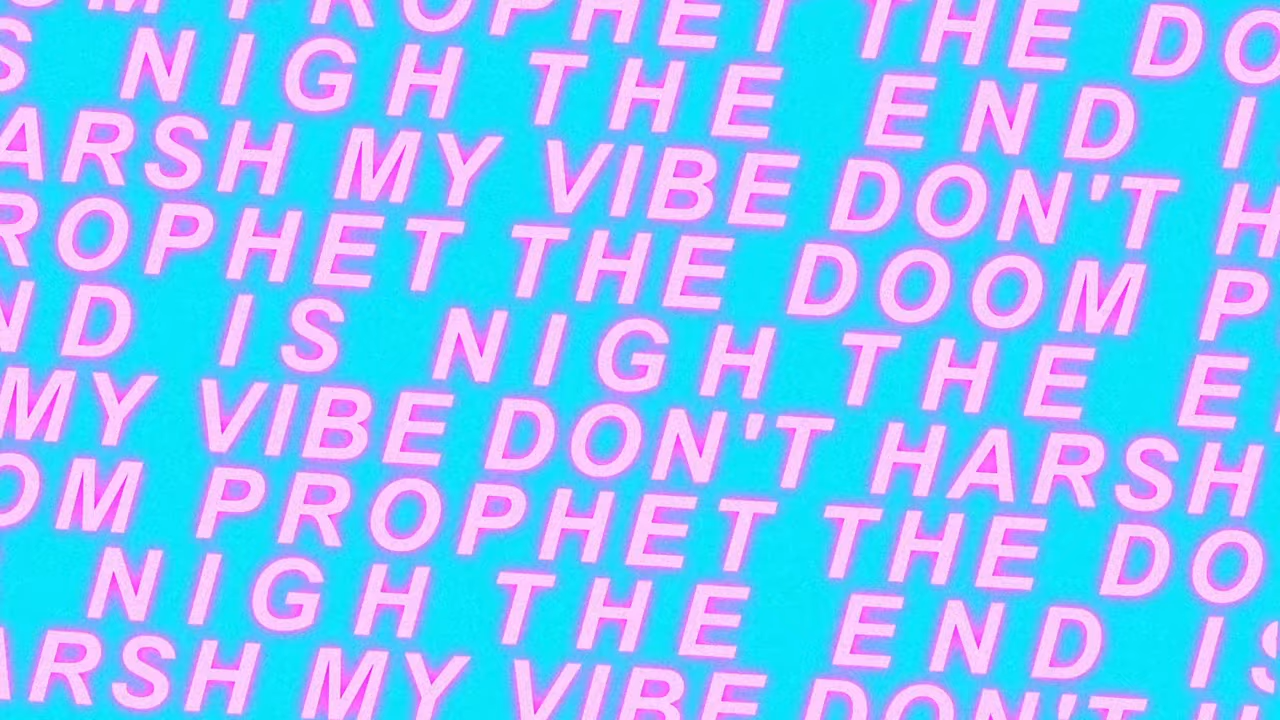 OM PROPHET THE DO
S NIGH THE END I
ARSH MY VIBE DON'T H
ROPHET THE DOOM P
ND IS NIGH THE E
MY VIBE DON'T HARSH
OM PROPHET THE DO
NIGH THE END IS
ARSH MY VIBE DON'T H